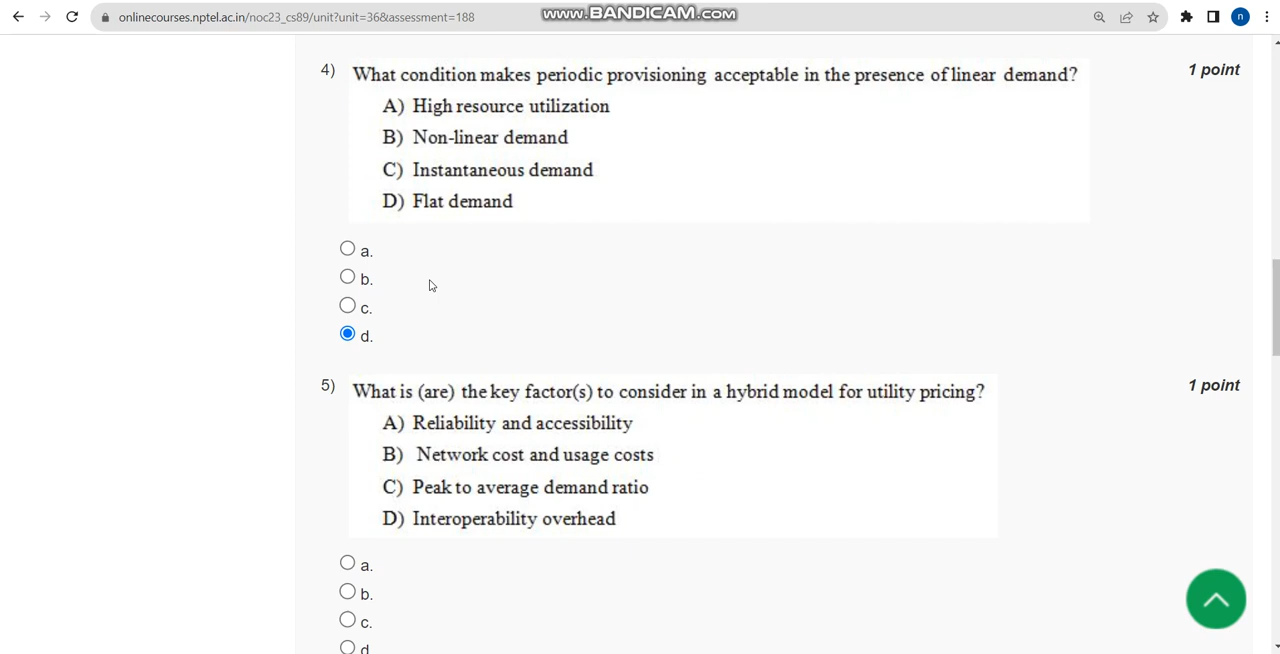 onlinecourses.nptel.ac.in/noc23_cs89/unit?unit=36&assessment=188
www.BANDICAM.com
n
4) What condition makes periodic provisioning acceptable in the presence of linear demand? 1 point
A) High resource utilization
B) Non-linear demand
C) Instantaneous demand
D) Flat demand
a.
b.
c.
d.
5) What is (are) the key factor(s) to consider in a hybrid model for utility pricing? 1 point
A) Reliability and accessibility
B) Network cost and usage costs
C) Peak to average demand ratio
D) Interoperability overhead
a.
b.
c.
d.